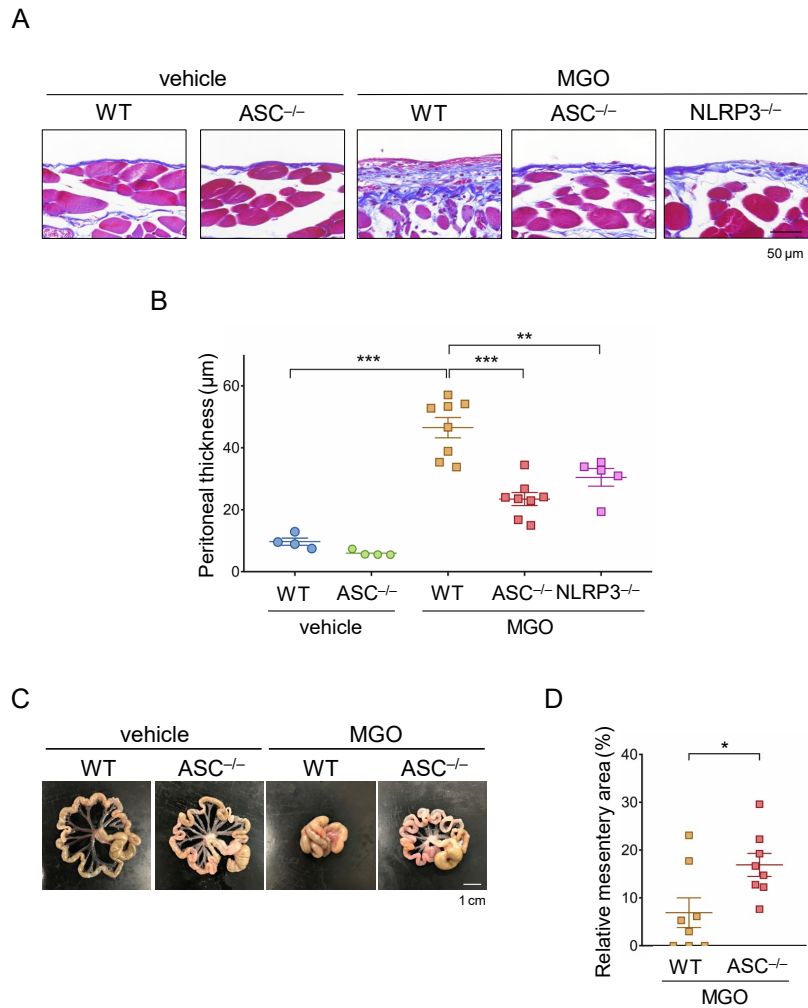 A
vehicle MGO
WT ASC–/– WT ASC–/– NLRP3–/–
50 µm
B
Peritoneal thickness (µm)
60
40
20
0
***
***
**
WT ASC–/– WT ASC–/– NLRP3–/–
vehicle MGO
C
vehicle MGO
WT ASC–/– WT ASC–/–
1 cm
D
Relative mesentery area (%)
40
30
20
10
0
*
WT ASC–/–
MGO